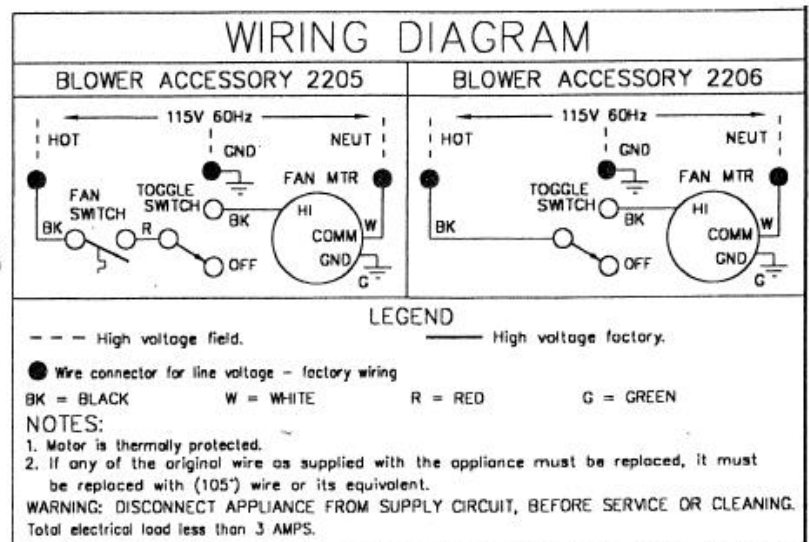 WIRING DIAGRAM
BLOWER ACCESSORY 2205
115V 60Hz
HOT
NEUT
GND
FAN MTR
FAN
SWITCH
TOGGLE
SWITCH
HI
BK
R
BK
COMM
W
OFF
GND
G
BLOWER ACCESSORY 2206
115V 60Hz
HOT
NEUT
GND
FAN MTR
TOGGLE
SWITCH
HI
BK
BK
COMM
W
OFF
GND
G
LEGEND
High voltage field.
High voltage factory.
Wire connector for line voltage - factory wiring
BK = BLACK W = WHITE R = RED G = GREEN
NOTES:
1. Motor is thermally protected.
2. If any of the original wire as supplied with the appliance must be replaced, it must
be replaced with (105°) wire or its equivalent.
WARNING: DISCONNECT APPLIANCE FROM SUPPLY CIRCUIT, BEFORE SERVICE OR CLEANING.
Total electrical load less than 3 AMPS.